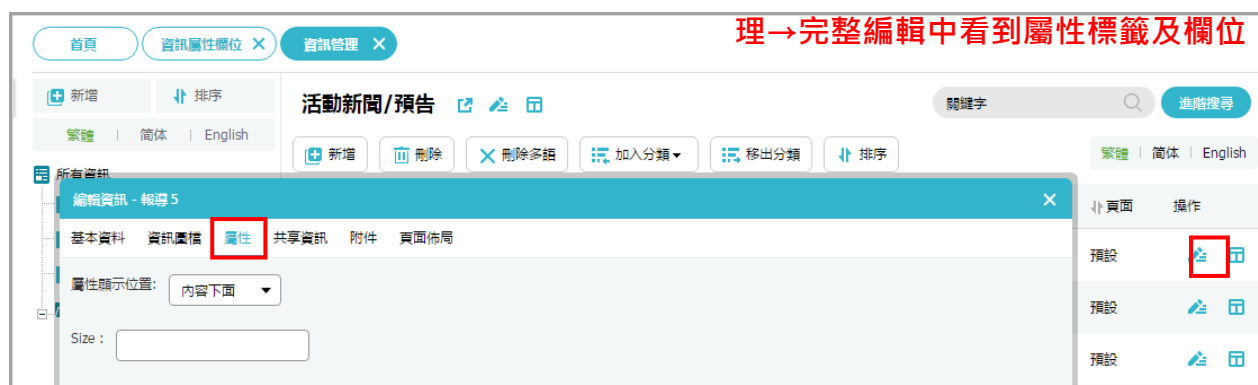 理→完整編輯中看到屬性標籤及欄位
首頁 資訊屬性欄位 資訊管理
新增 排序
活動新聞/預告
關鍵字 進階搜尋
繁體 | 简体 | English
新增 刪除 刪除多語 加入分類 移出分類 排序
繁體 | 简体 | English
所有資訊
編輯資訊 - 報導 5
頁面 操作
基本資料 資訊圖檔 屬性 共享資訊 附件 頁面佈局
預設
屬性顯示位置: 內容下面
預設
Size :
預設